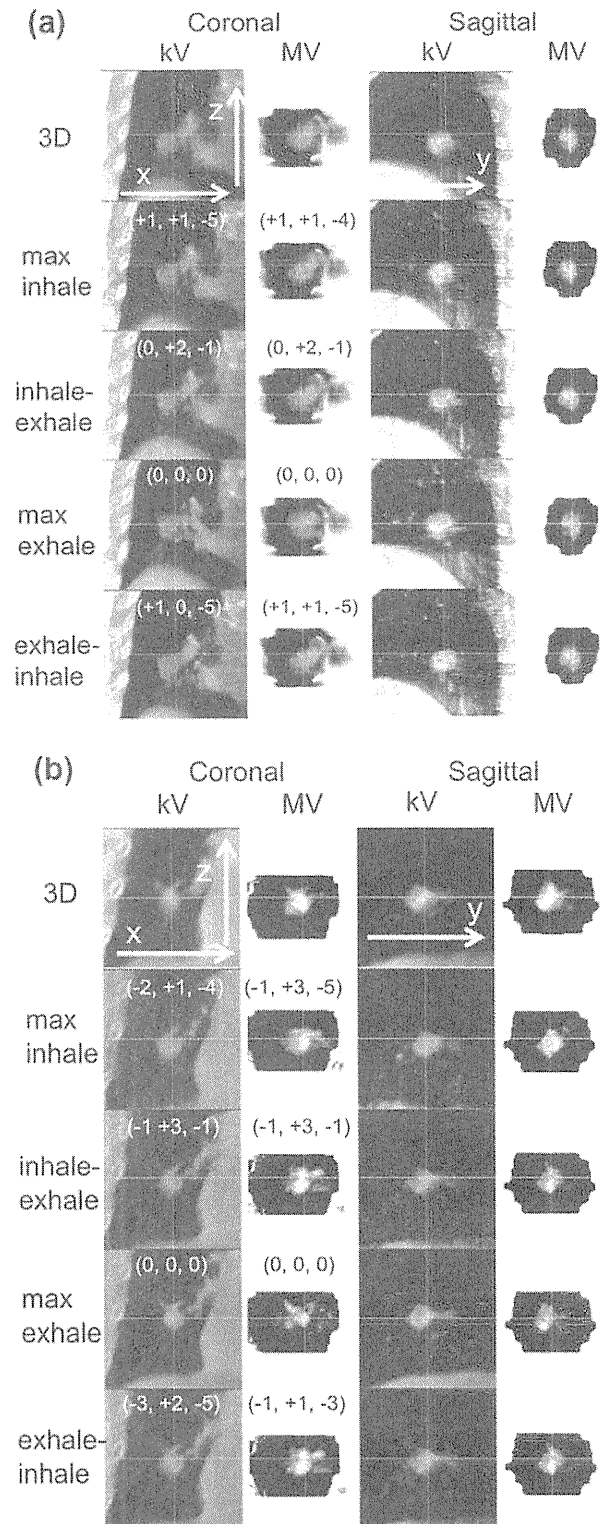 (a)
Coronal Sagittal
kV MV kV MV
3D
z
x
y
max
inhale
(+1, +1, -5) (+1, +1, -4)
inhale-
exhale
(0, +2, -1) (0, +2, -1)
max
exhale
(0, 0, 0) (0, 0, 0)
exhale-
inhale
(+1, 0, -5) (+1, +1, -5)
(b)
Coronal Sagittal
kV MV kV MV
3D
z
x
y
max
inhale
(-2, +1, -4) (-1, +3, -5)
inhale-
exhale
(-1 +3, -1) (-1, +3, -1)
max
exhale
(0, 0, 0) (0, 0, 0)
exhale-
inhale
(-3, +2, -5) (-1, +1, -3)